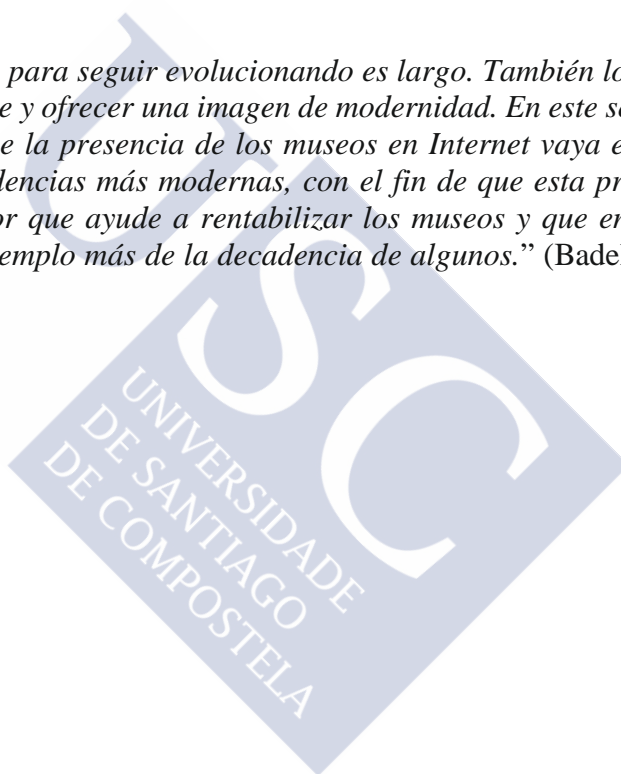 para seguir evolucionando es largo. También lo
e y ofrecer una imagen de modernidad. En este se
e la presencia de los museos en Internet vaya e
dencias más modernas, con el fin de que esta pr
or que ayude a rentabilizar los museos y que en
emplo más de la decadencia de algunos.” (Badel
USC
UNIVERSIDADE
DE SANTIAGO
DE COMPOSTELA